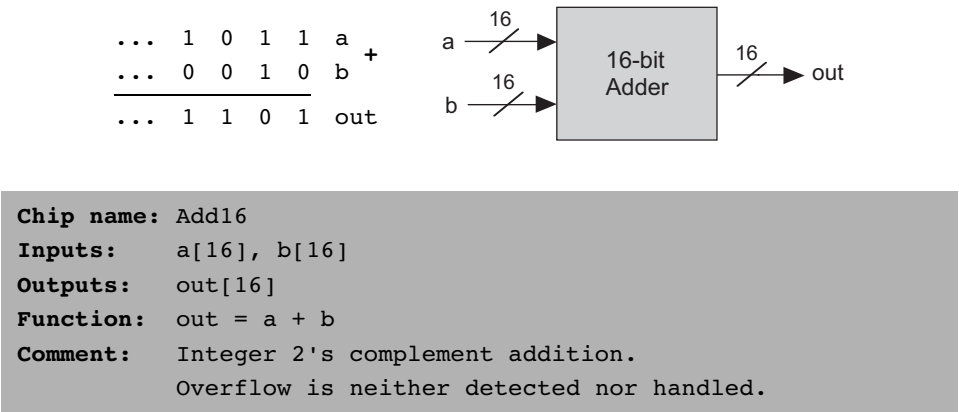 ... 1 0 1 1 a
+
... 0 0 1 0 b
... 1 1 0 1 out
16
a
16
b
16-bit
Adder
16
out
Chip name: Add16
Inputs: a[16], b[16]
Outputs: out[16]
Function: out = a + b
Comment: Integer 2's complement addition.
Overflow is neither detected nor handled.